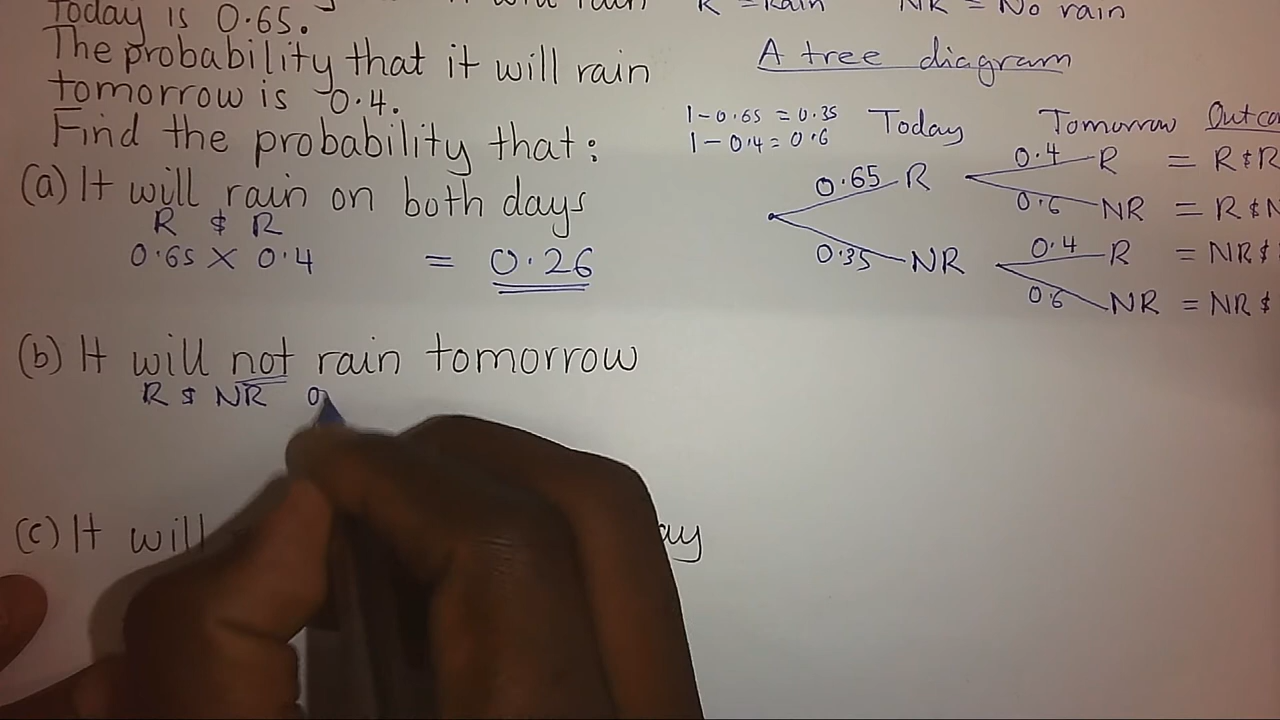 Today is 0.65.
The probability that it will rain
tomorrow is 0.4.
Find the probability that:
(a) It will rain on both days
R & R
0.65 × 0.4 = 0.26
(b) It will not rain tomorrow
R & NR
(c) It will
R = Rain NR = No rain
A tree diagram
1-0.65 = 0.35
1-0.4 = 0.6
Today Tomorrow
0.65 R 0.4 R = R & R
0.6 NR = R &
0.35 NR 0.4 R = NR &
0.6 NR = NR &